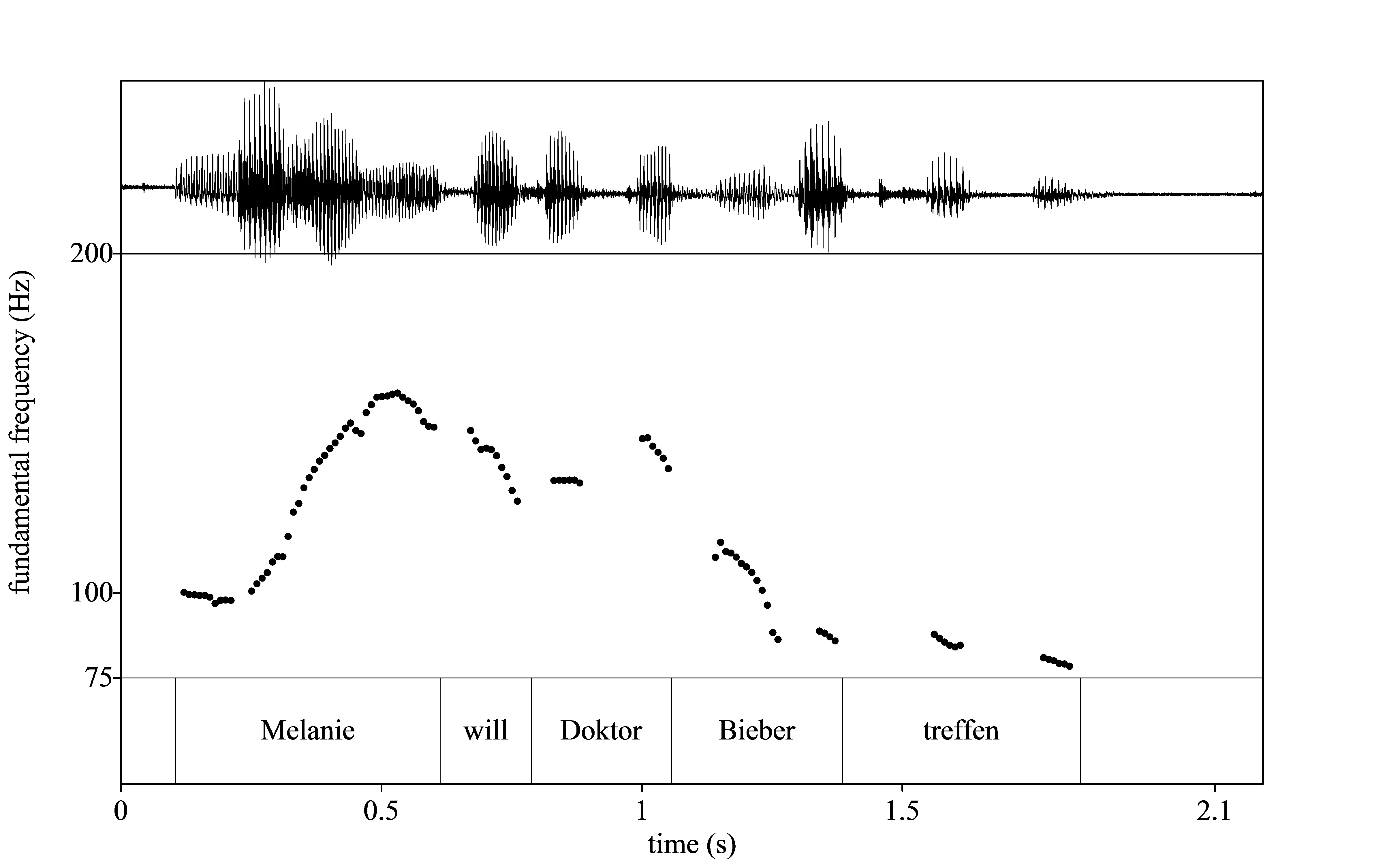 200
100
75
fundamental frequency (Hz)
Melanie will Doktor Bieber treffen
0 0.5 1 1.5 2.1
time (s)